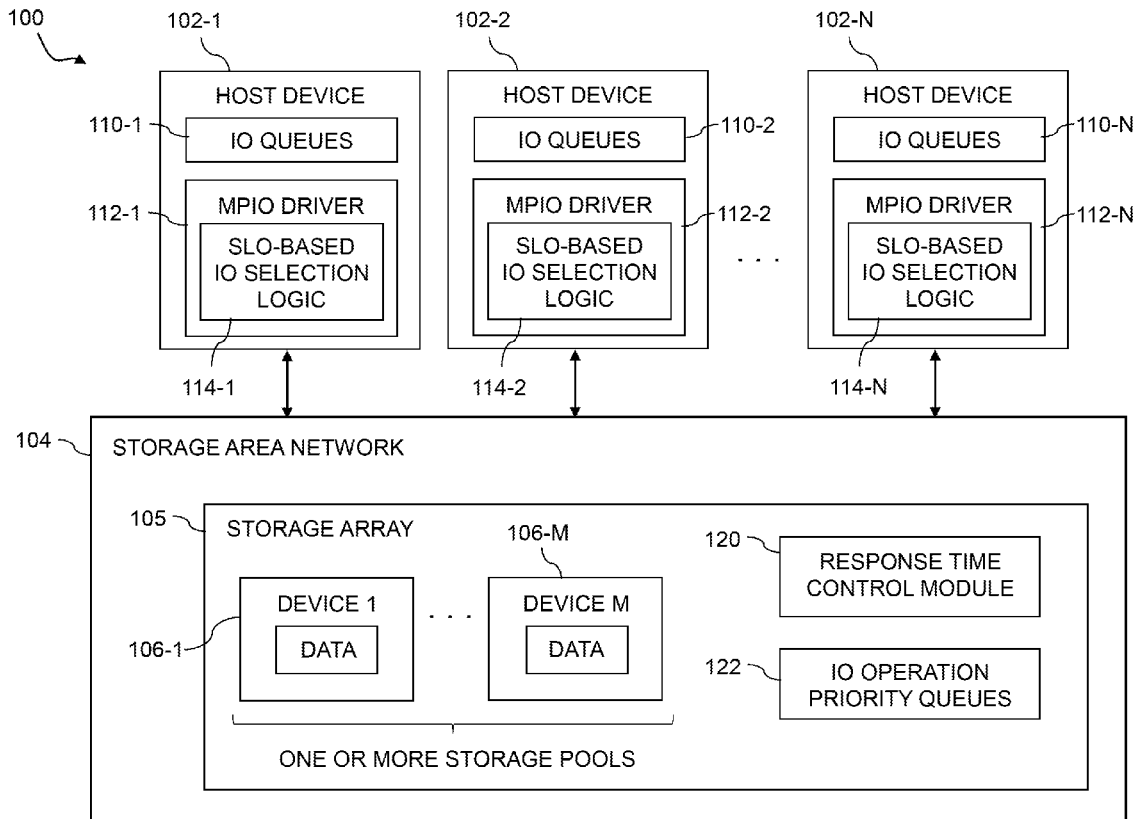 100
102-1
102-2
102-N
HOST DEVICE
HOST DEVICE
HOST DEVICE
110-1
IO QUEUES
110-2
IO QUEUES
110-N
IO QUEUES
112-1
MPIO DRIVER
SLO-BASED
IO SELECTION
LOGIC
112-2
MPIO DRIVER
SLO-BASED
IO SELECTION
LOGIC
. . .
112-N
MPIO DRIVER
SLO-BASED
IO SELECTION
LOGIC
114-1
114-2
114-N
104
STORAGE AREA NETWORK
105
STORAGE ARRAY
106-M
DEVICE 1
DATA
106-1
. . .
DEVICE M
DATA
ONE OR MORE STORAGE POOLS
120
RESPONSE TIME
CONTROL MODULE
122
IO OPERATION
PRIORITY QUEUES